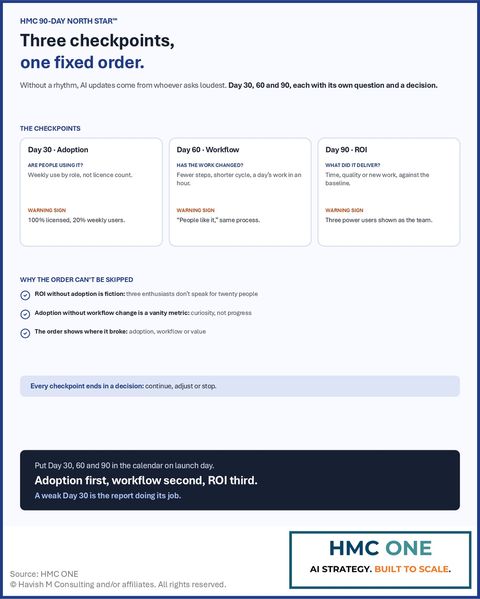 HMC 90-DAY NORTH STAR™
Three checkpoints,
one fixed order.
Without a rhythm, AI updates come from whoever asks loudest. Day 30, 60 and 90, each with its own question and a decision.
THE CHECKPOINTS
Day 30 · Adoption
ARE PEOPLE USING IT?
Weekly use by role, not licence count.
WARNING SIGN
100% licensed, 20% weekly users.
Day 60 · Workflow
HAS THE WORK CHANGED?
Fewer steps, shorter cycle, a day's work in an
hour.
WARNING SIGN
"People like it," same process.
Day 90 · ROI
WHAT DID IT DELIVER?
Time, quality or new work, against the
baseline.
WARNING SIGN
Three power users shown as the team.
WHY THE ORDER CAN'T BE SKIPPED
ROI without adoption is fiction: three enthusiasts don't speak for twenty people
Adoption without workflow change is a vanity metric: curiosity, not progress
The order shows where it broke: adoption, workflow or value
Every checkpoint ends in a decision: continue, adjust or stop.
Put Day 30, 60 and 90 in the calendar on launch day.
Adoption first, workflow second, ROI third.
A weak Day 30 is the report doing its job.
HMC ONE
AI STRATEGY. BUILT TO SCALE.
Source: HMC ONE
© Havish M Consulting and/or affiliates. All rights reserved.